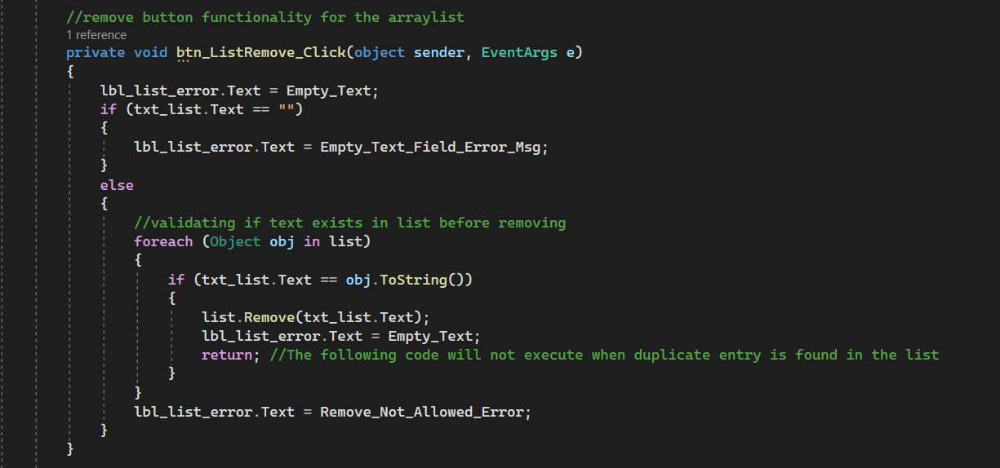 //remove button functionality for the arraylist
1 reference
private void btn_ListRemove_Click(object sender, EventArgs e)
{
lbl_list_error.Text = Empty_Text;
if (txt_list.Text == "")
{
lbl_list_error.Text = Empty_Text_Field_Error_Msg;
}
else
{
//validating if text exists in list before removing
foreach (Object obj in list)
{
if (txt_list.Text == obj.ToString())
{
list.Remove(txt_list.Text);
lbl_list_error.Text = Empty_Text;
return; //The following code will not execute when duplicate entry is found in the list
}
}
lbl_list_error.Text = Remove_Not_Allowed_Error;
}
}